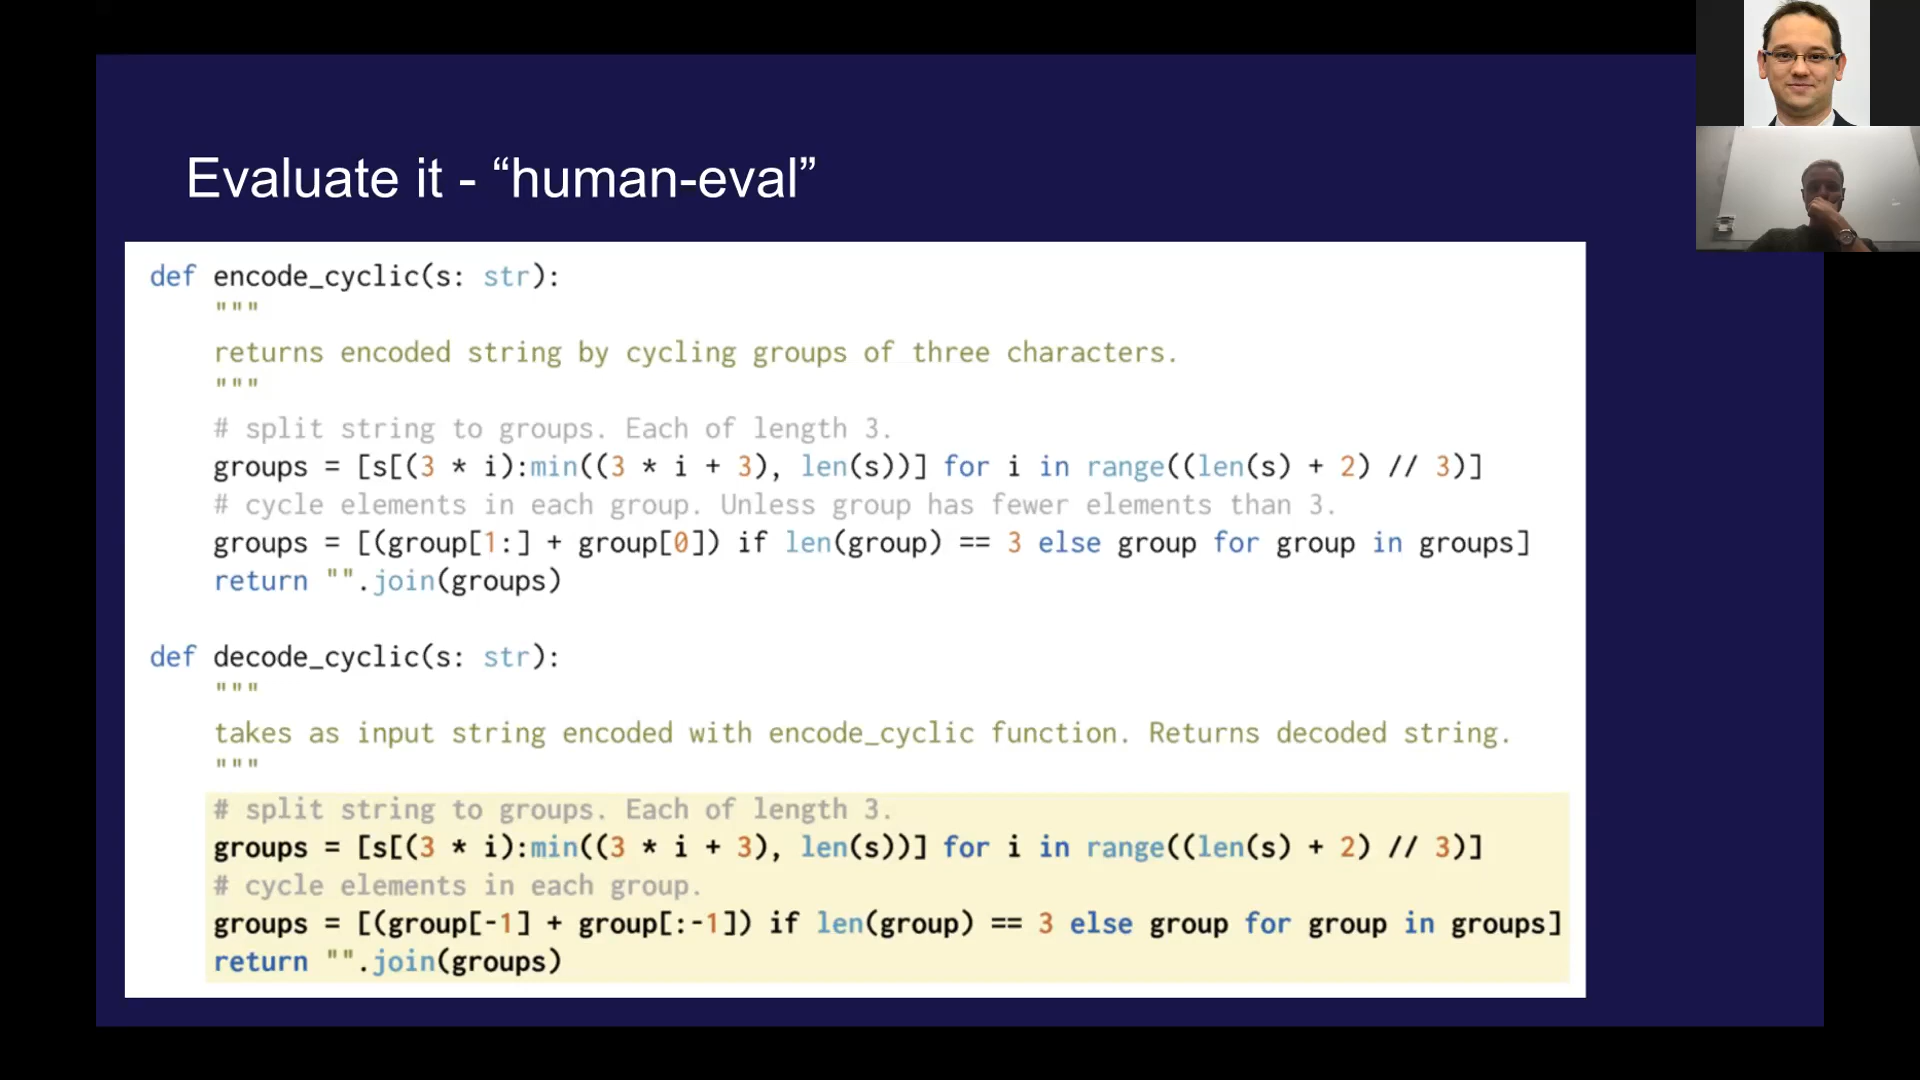 Evaluate it - “human-eval”
def encode_cyclic(s: str):
    """
    returns encoded string by cycling groups of three characters.
    """
    # split string to groups. Each of length 3.
    groups = [s[(3 * i):min((3 * i + 3), len(s))] for i in range((len(s) + 2) // 3)]
    # cycle elements in each group. Unless group has fewer elements than 3.
    groups = [(group[1:] + group[0]) if len(group) == 3 else group for group in groups]
    return "".join(groups)
def decode_cyclic(s: str):
    """
    takes as input string encoded with encode_cyclic function. Returns decoded string.
    """
    # split string to groups. Each of length 3.
    groups = [s[(3 * i):min((3 * i + 3), len(s))] for i in range((len(s) + 2) // 3)]
    # cycle elements in each group.
    groups = [(group[-1] + group[:-1]) if len(group) == 3 else group for group in groups]
    return "".join(groups)